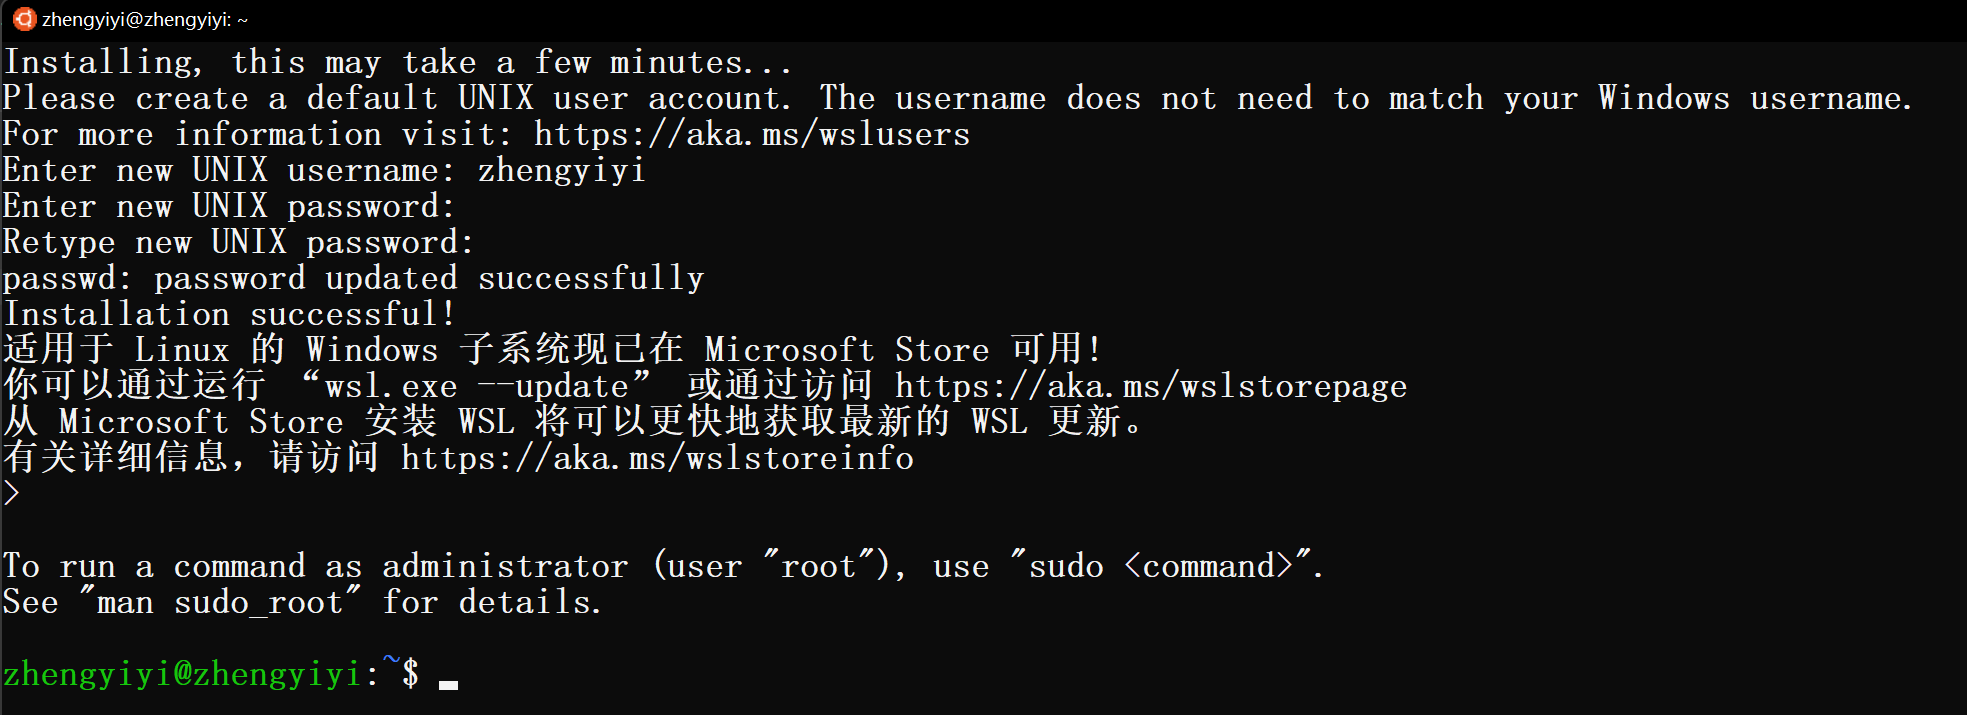 zhengyiyi@zhengyiyi: ~
Installing, this may take a few minutes...
Please create a default UNIX user account. The username does not need to match your Windows username.
For more information visit: https://aka.ms/wslusers
Enter new UNIX username: zhengyiyi
Enter new UNIX password:
Retype new UNIX password:
passwd: password updated successfully
Installation successful!
适用于 Linux 的 Windows 子系统现已在 Microsoft Store 可用!
你可以通过运行 “wsl.exe --update” 或通过访问 https://aka.ms/wslstorepage
从 Microsoft Store 安装 WSL 将可以更快地获取最新的 WSL 更新。
有关详细信息，请访问 https://aka.ms/wslstoreinfo
>
To run a command as administrator (user "root"), use "sudo <command>".
See "man sudo_root" for details.
zhengyiyi@zhengyiyi:~$